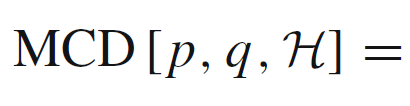 MCD [p, q, ℋ] =